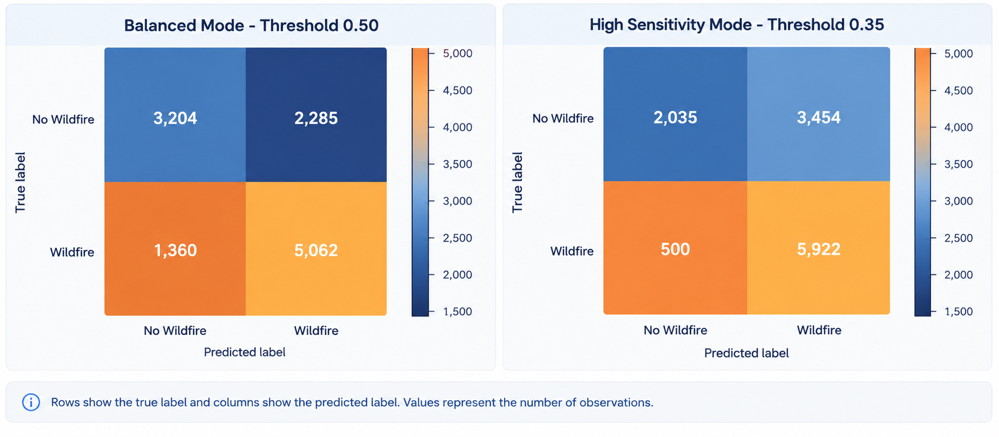 Balanced Mode - Threshold 0.50
5,000
4,500
4,000
3,500
3,000
2,500
2,000
1,500
True label
No Wildfire
3,204
2,285
Wildfire
1,360
5,062
No Wildfire
Wildfire
Predicted label
High Sensitivity Mode - Threshold 0.35
5,000
4,500
4,000
3,500
3,000
2,500
2,000
1,500
True label
No Wildfire
2,035
3,454
Wildfire
500
5,922
No Wildfire
Wildfire
Predicted label
Rows show the true label and columns show the predicted label. Values represent the number of observations.